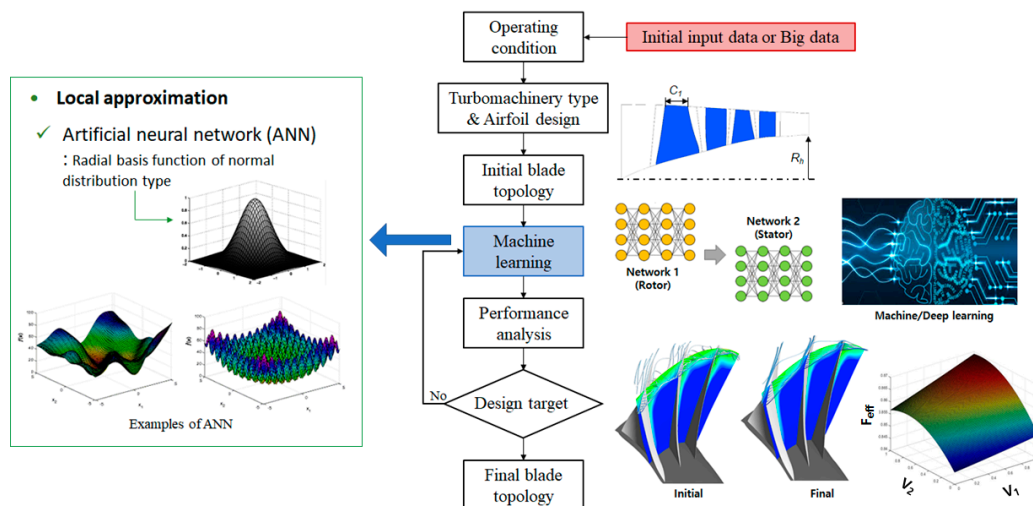 Operating
condition
Initial input data or Big data
Turbomachinery type
& Airfoil design
Initial blade
topology
Machine
learning
Performance
analysis
No
Design target
Final blade
topology
• Local approximation
✓ Artificial neural network (ANN)
: Radial basis function of normal
distribution type
Examples of ANN
C1
Rh
Network 1
(Rotor)
Network 2
(Stator)
Machine/Deep learning
Initial
Final
Feff
V2
V1